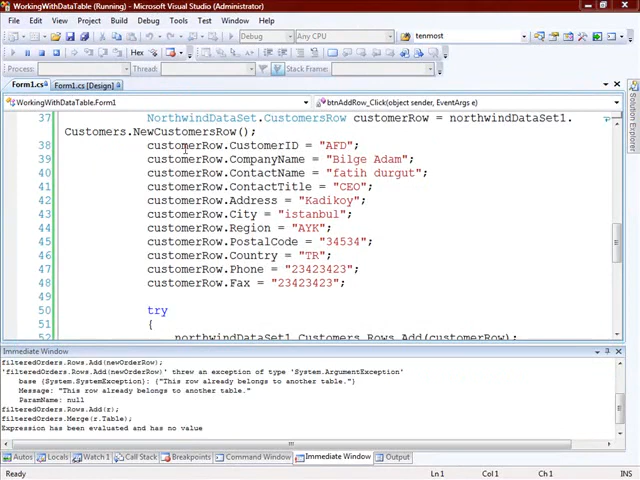 WorkingWithDataTable (Running) - Microsoft Visual Studio (Administrator)
File Edit View Project Build Debug Tools Test Window Help
Debug Any CPU tenmost
Hex
Process: Thread: Stack Frame:
Form1.cs Form1.cs [Design]
WorkingWithDataTable.Form1 btnAddRow_Click(object sender, EventArgs e)
Solution Explorer
37 NorthwindDataSet.CustomersRow customerRow = northwindDataSet1.
Customers.NewCustomersRow();
38 customerRow.CustomerID = "AFD";
39 customerRow.CompanyName = "Bilge Adam";
40 customerRow.ContactName = "fatih durgut";
41 customerRow.ContactTitle = "CEO";
42 customerRow.Address = "Kadikoy";
43 customerRow.City = "istanbul";
44 customerRow.Region = "AYK";
45 customerRow.PostalCode = "34534";
46 customerRow.Country = "TR";
47 customerRow.Phone = "23423423";
48 customerRow.Fax = "23423423";
49
50 try
51 {
52 northwindDataSet1.Customers.Rows.Add(customerRow);
Immediate Window
filteredOrders.Rows.Add(newOrderRow);
'filteredOrders.Rows.Add(newOrderRow)' threw an exception of type 'System.ArgumentException'
base {System.SystemException}: {"This row already belongs to another table."}
Message: "This row already belongs to another table."
ParamName: null
filteredOrders.Rows.Add(r);
filteredOrders.Merge(r.Table);
Expression has been evaluated and has no value
Autos Locals Watch 1 Call Stack Breakpoints Command Window Immediate Window Output
Ready Ln 1 Col 1 Ch 1